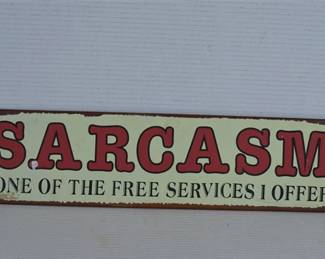 SARCASM
ONE OF THE FREE SERVICES I OFFER